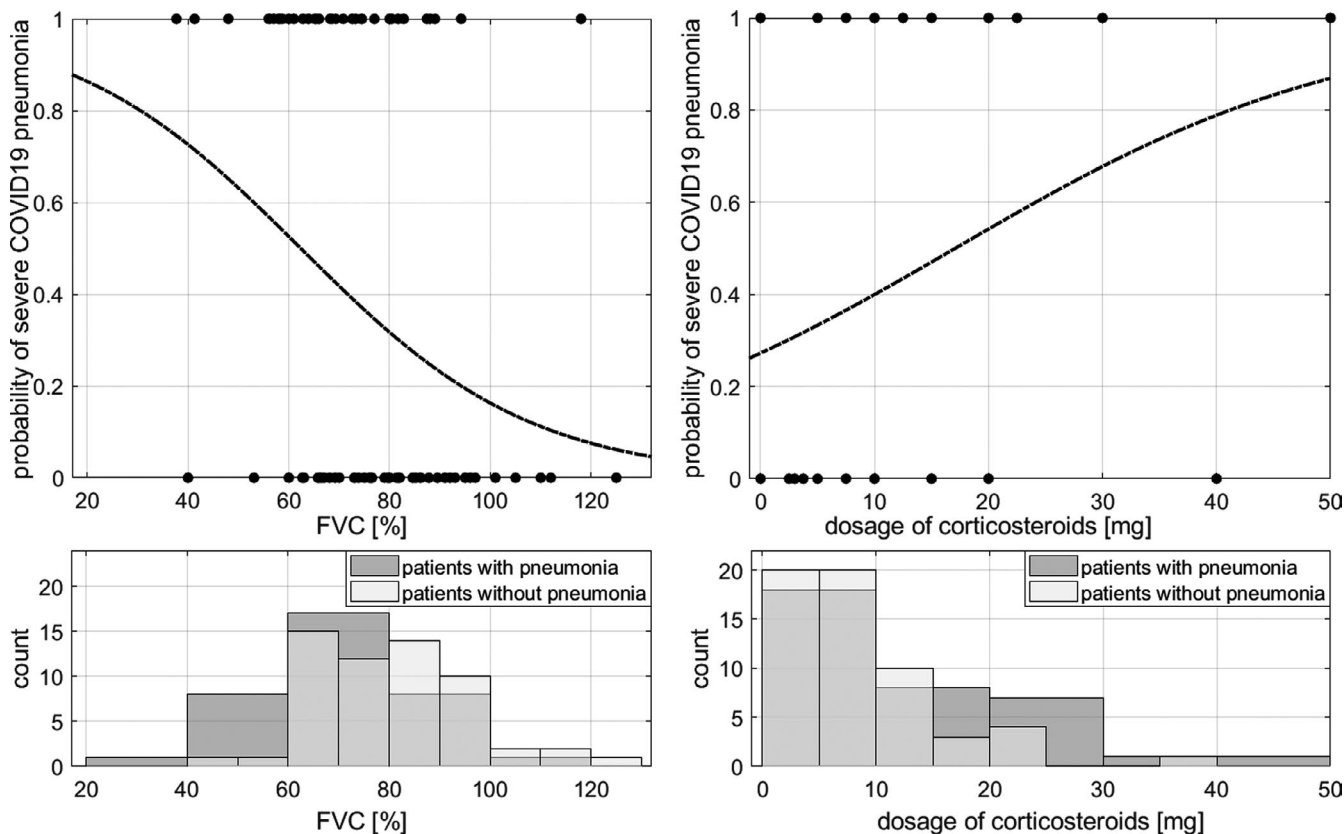 probability of severe COVID19 pneumonia
1
0.8
0.6
0.4
0.2
0
20 40 60 80 100 120
FVC [%]
probability of severe COVID19 pneumonia
1
0.8
0.6
0.4
0.2
0
0 10 20 30 40 50
dosage of corticosteroids [mg]
count
20
15
10
5
0
patients with pneumonia
patients without pneumonia
20 40 60 80 100 120
FVC [%]
count
20
10
0
patients with pneumonia
patients without pneumonia
0 10 20 30 40 50
dosage of corticosteroids [mg]